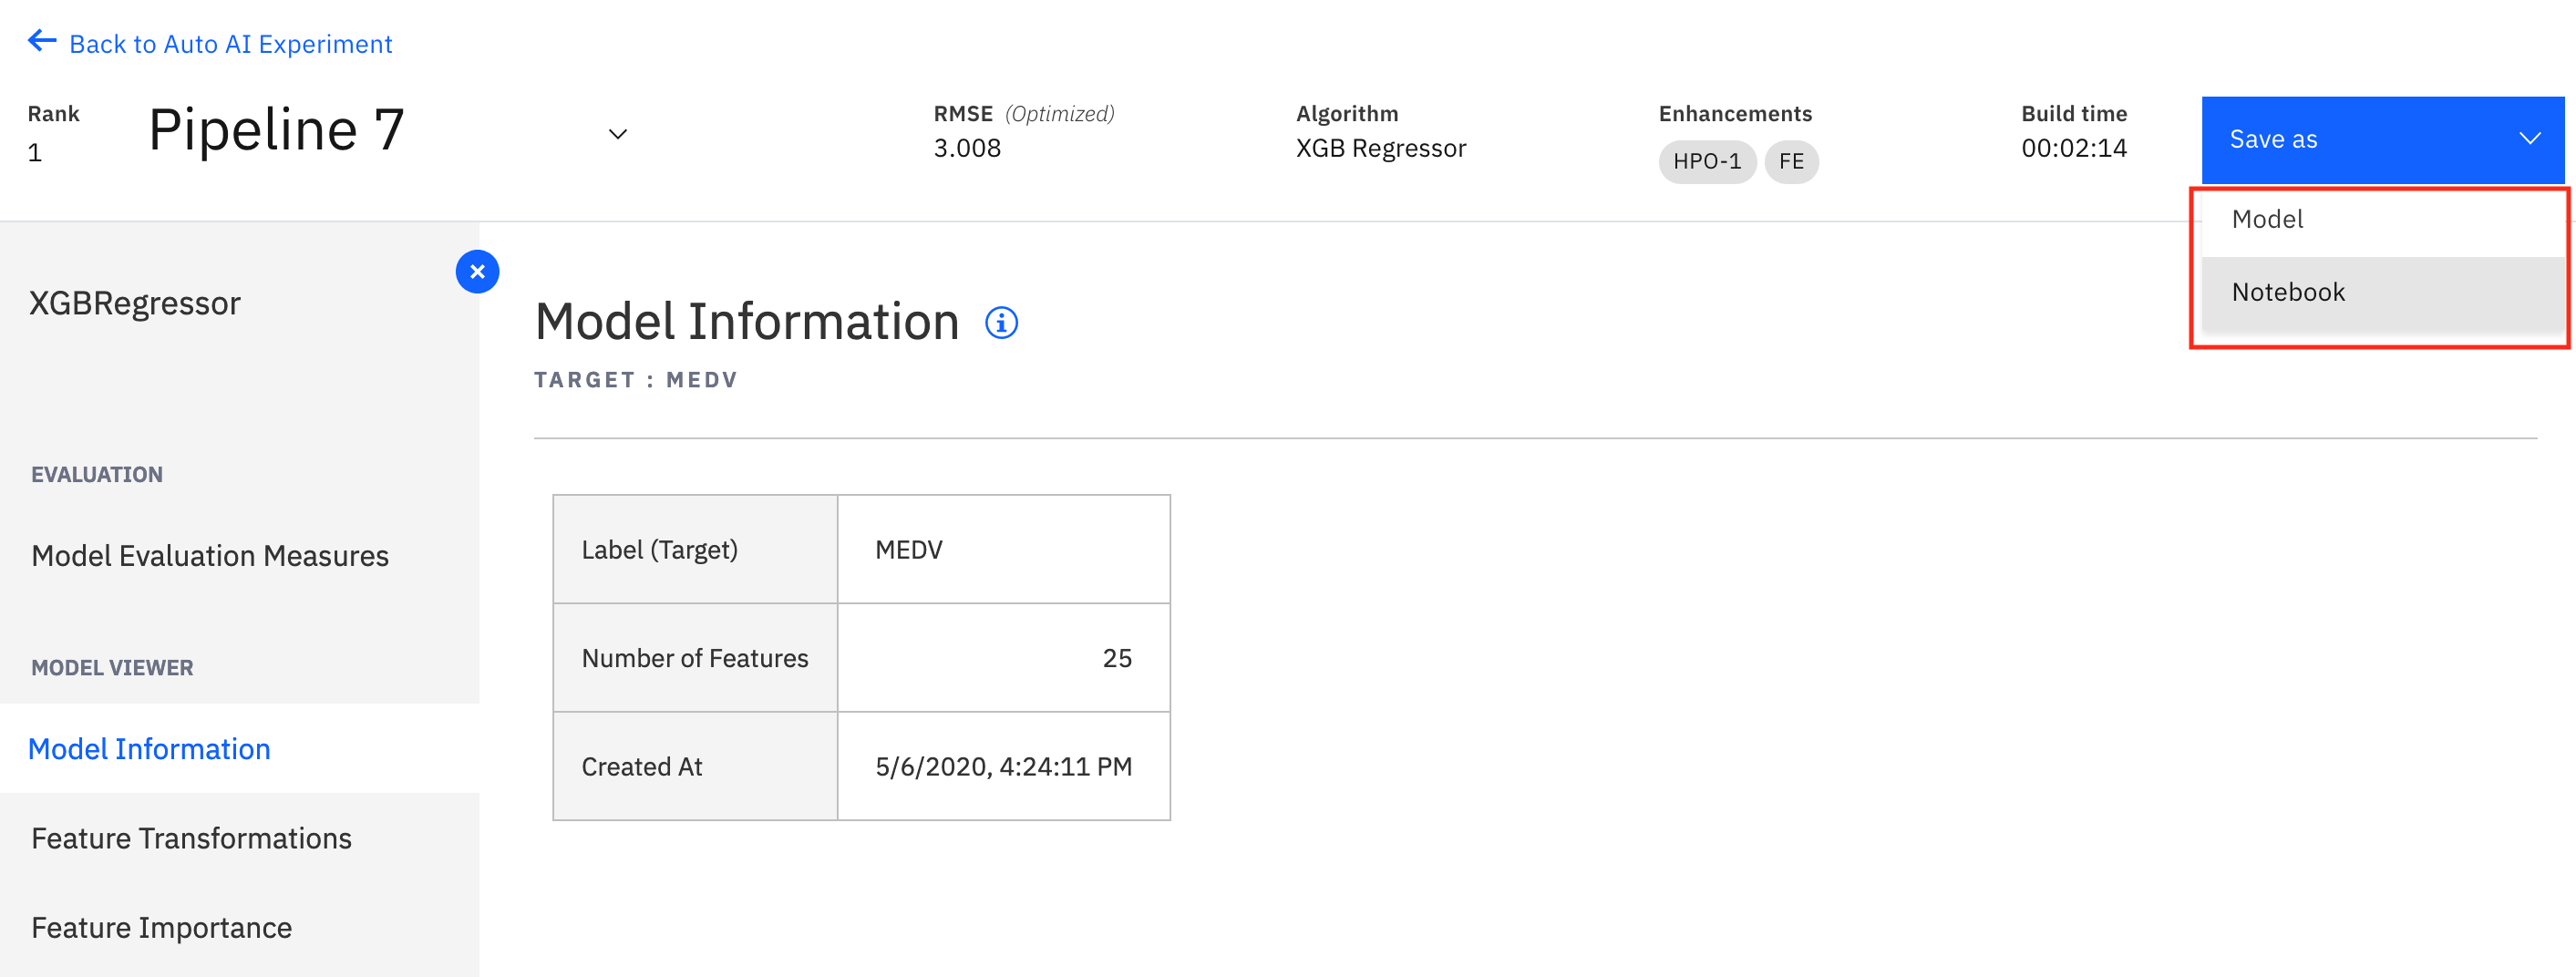 Back to Auto AI Experiment
Rank
1
Pipeline 7
RMSE (Optimized)
3.008
Algorithm
XGB Regressor
Enhancements
HPO-1 FE
Build time
00:02:14
Save as
Model
Notebook
XGBRegressor
EVALUATION
Model Evaluation Measures
MODEL VIEWER
Model Information
Feature Transformations
Feature Importance
Model Information
TARGET : MEDV
Label (Target) MEDV
Number of Features 25
Created At 5/6/2020, 4:24:11 PM